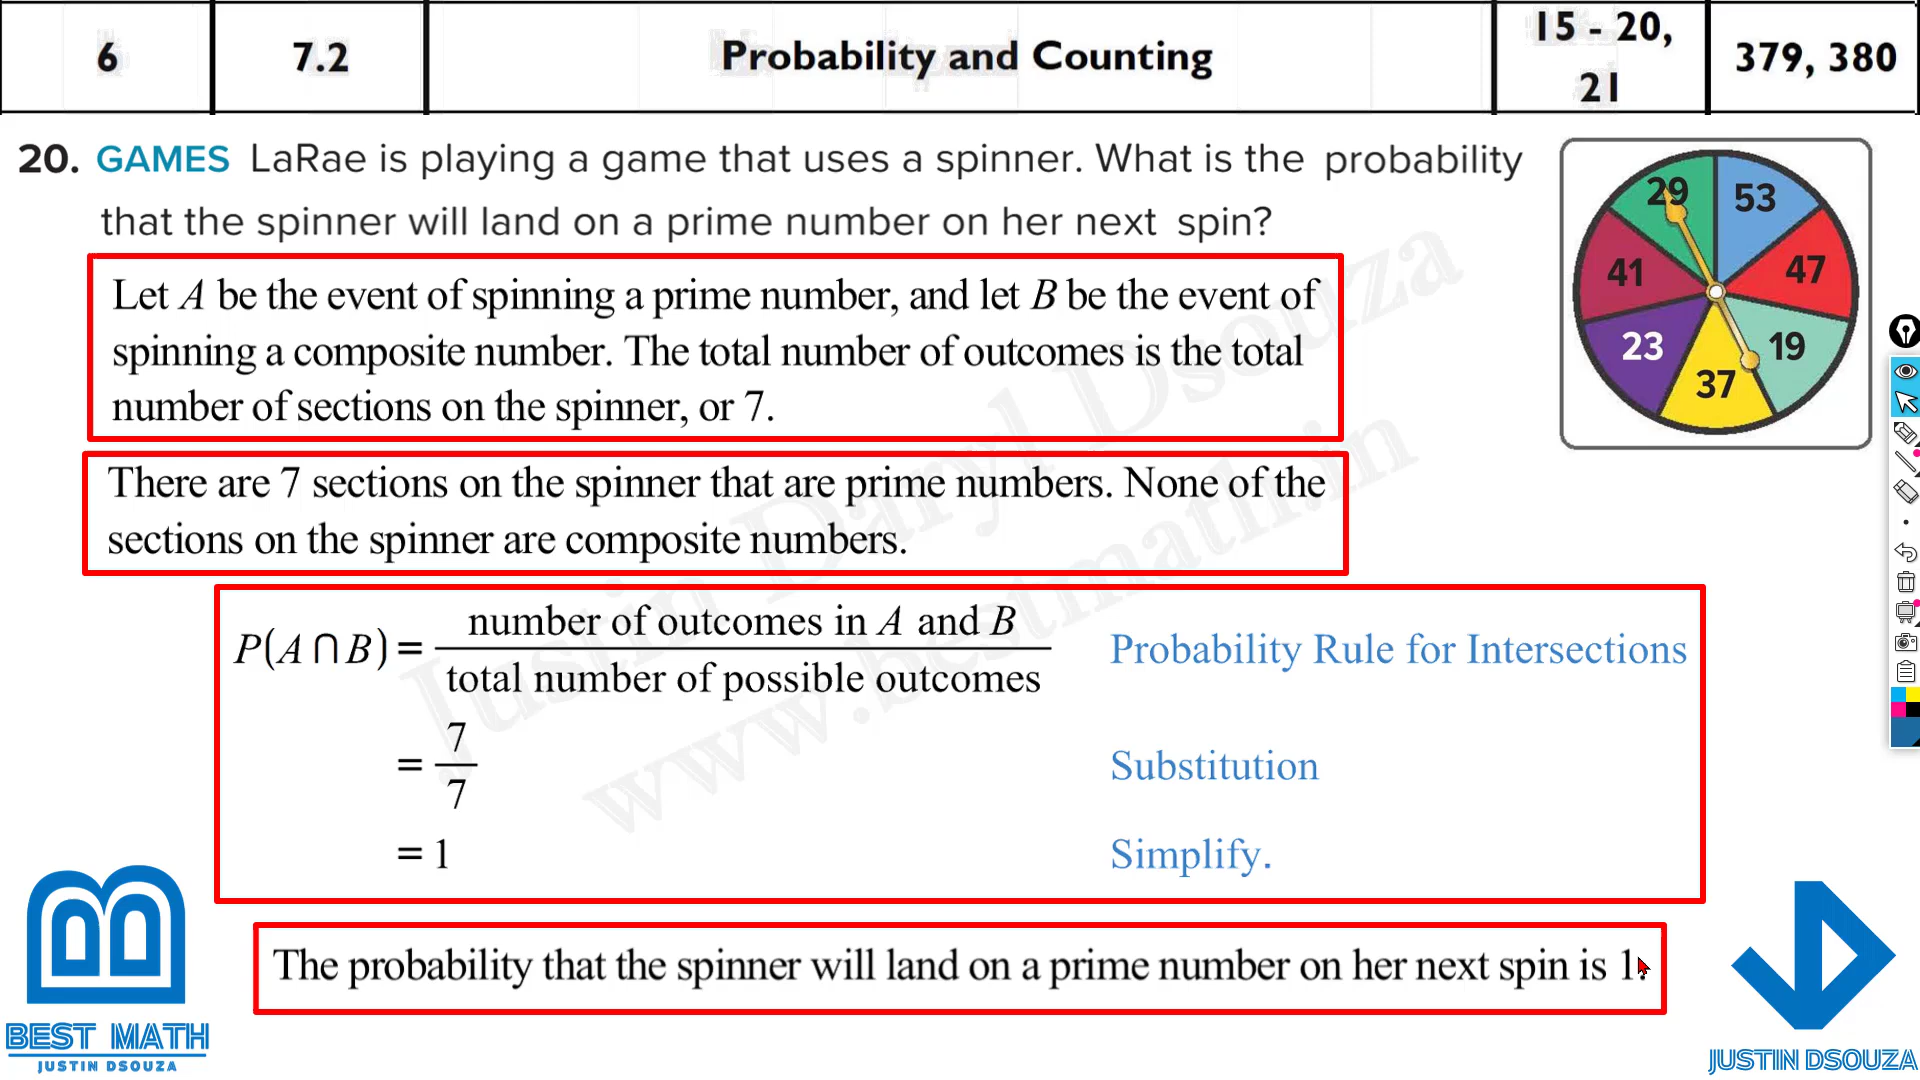 6 7.2 Probability and Counting 15 - 20, 21 379, 380
20. GAMES LaRae is playing a game that uses a spinner. What is the probability
that the spinner will land on a prime number on her next spin?
29 53
41 47
23 19
37
Let A be the event of spinning a prime number, and let B be the event of
spinning a composite number. The total number of outcomes is the total
number of sections on the spinner, or 7.
There are 7 sections on the spinner that are prime numbers. None of the
sections on the spinner are composite numbers.
P(A∩B) = number of outcomes in A and B / total number of possible outcomes Probability Rule for Intersections
= 7/7 Substitution
= 1 Simplify.
The probability that the spinner will land on a prime number on her next spin is 1.
Justin Daryl Dsouza
www.bestmath.in
BEST MATH
JUSTIN DSOUZA
JUSTIN DSOUZA